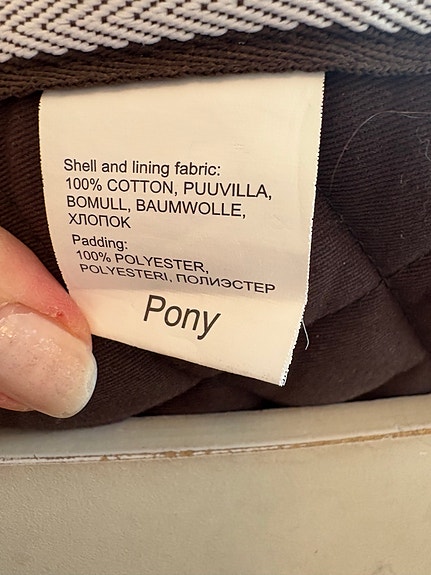 Shell and lining fabric:
100% COTTON, PUUVILLA,
BOMULL, BAUMWOLLE,
ХЛОПОК
Padding:
100% POLYESTER,
POLYESTERI, ПОЛИЭСТЕР
Pony